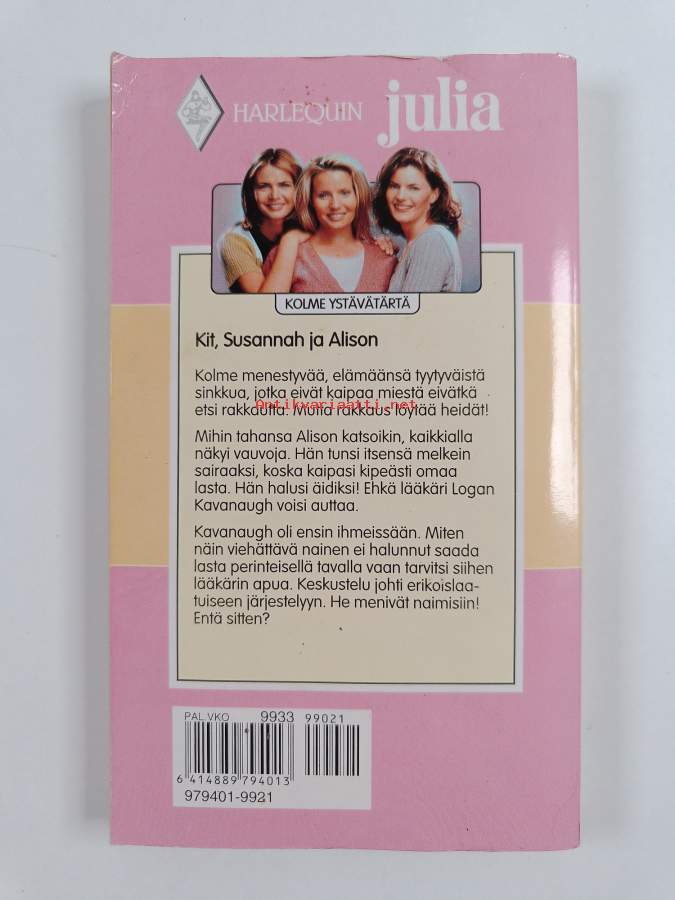 HARLEQUIN julia
KOLME YSTÄVÄTÄRTÄ
Kit, Susannah ja Alison
Kolme menestyvää, elämäänsä tyytyväistä
sinkkua, jotka eivät kaipaa miestä eivätkä
etsi rakkautta. Mutta rakkaus löytää heidät!
Antikvariaatti.net
Mihin tahansa Alison katsoikin, kaikkialla
näkyi vauvoja. Hän tunsi itsensä melkein
sairaaksi, koska kaipasi kipeästi omaa
lasta. Hän halusi äidiksi! Ehkä lääkäri Logan
Kavanaugh voisi auttaa.
Kavanaugh oli ensin ihmeissään. Miten
näin viehättävä nainen ei halunnut saada
lasta perinteisellä tavalla vaan tarvitsi siihen
lääkärin apua. Keskustelu johti erikoislaa-
tuiseen järjestelyyn. He menivät naimisiin!
Entä sitten?
PAL.VKO 9933 99021
6 414889 794013
979401-9921